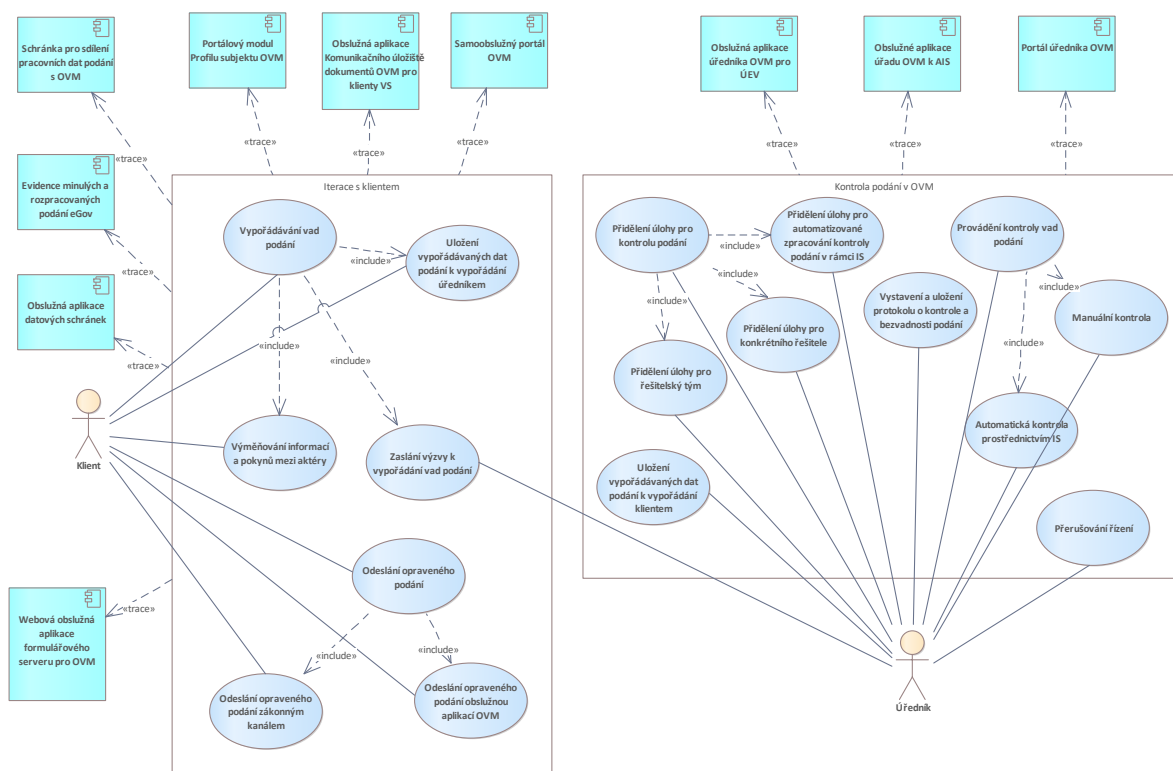 Schránka pro sdílení
pracovních dat podání
s OVM
Portálový modul
Profilu subjektu OVM
Obslužná aplikace
Komunikačního úložiště
dokumentů OVM pro
klienty VS
Samoobslužný portál
OVM
Obslužná aplikace
úředníka OVM pro
ÚEV
Obslužné aplikace
úřadu OVM k AIS
Portál úředníka OVM
«trace»
«trace»
«trace»
«trace»
«trace»
«trace»
«trace»
Evidence minulých a
rozpracovaných
podání eGov
«trace»
Obslužná aplikace
datových schránek
«trace»
Klient
Webová obslužná
aplikace
formulářového
serveru pro OVM
«trace»
Iterace s klientem
Vypořádávání vad
podání
«include»
Uložení
vypořádávaných dat
podání k vypořádání
úředníkem
«include»
«include»
Výměňování informací
a pokynů mezi aktéry
Zaslání výzvy k
vypořádání vad podání
Odeslání opraveného
podání
«include»
«include»
Odeslání opraveného
podání zákonným
kanálem
Odeslání opraveného
podání obslužnou
aplikací OVM
Kontrola podání v OVM
Přidělení úlohy pro
kontrolu podání
«include»
Přidělení úlohy pro
automatizované
zpracování kontroly
podání v rámci IS
Provádění kontroly vad
podání
«include»
«include»
«include»
Přidělení úlohy pro
konkrétního řešitele
Vystavení a uložení
protokolu o kontrole a
bezvadnosti podání
Manuální kontrola
«include»
Přidělení úlohy pro
řešitelský tým
Automatická kontrola
prostřednictvím IS
Uložení
vypořádávaných dat
podání k vypořádání
klientem
Přerušování řízení
Úředník